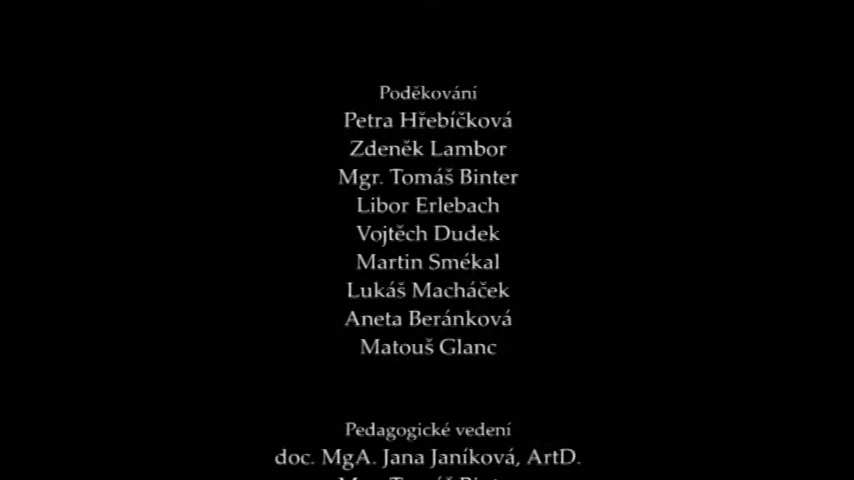 Poděkování
Petra Hřebíčková
Zdeněk Lambor
Mgr. Tomáš Binter
Libor Erlebach
Vojtěch Dudek
Martin Smékal
Lukáš Macháček
Aneta Beránková
Matouš Glanc
Pedagogické vedení
doc. MgA. Jana Janíková, ArtD.